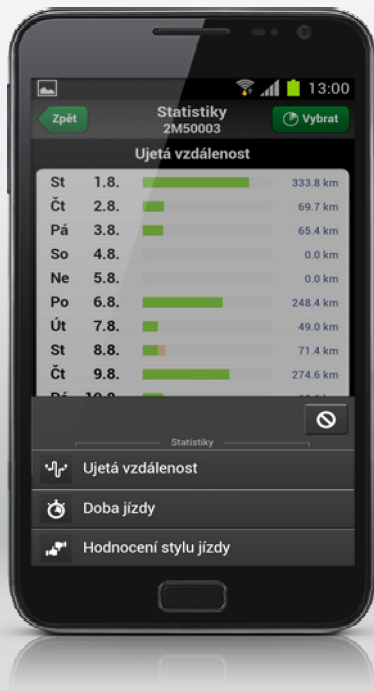 13:00
Zpět
Statistiky
2M50003
Vybrat
Ujetá vzdálenost
St 1.8. 333.8 km
Čt 2.8. 69.7 km
Pá 3.8. 65.4 km
So 4.8. 0.0 km
Ne 5.8. 0.0 km
Po 6.8. 248.4 km
Út 7.8. 49.0 km
St 8.8. 71.4 km
Čt 9.8. 274.6 km
Statistiky
Ujetá vzdálenost
Doba jízdy
Hodnocení stylu jízdy